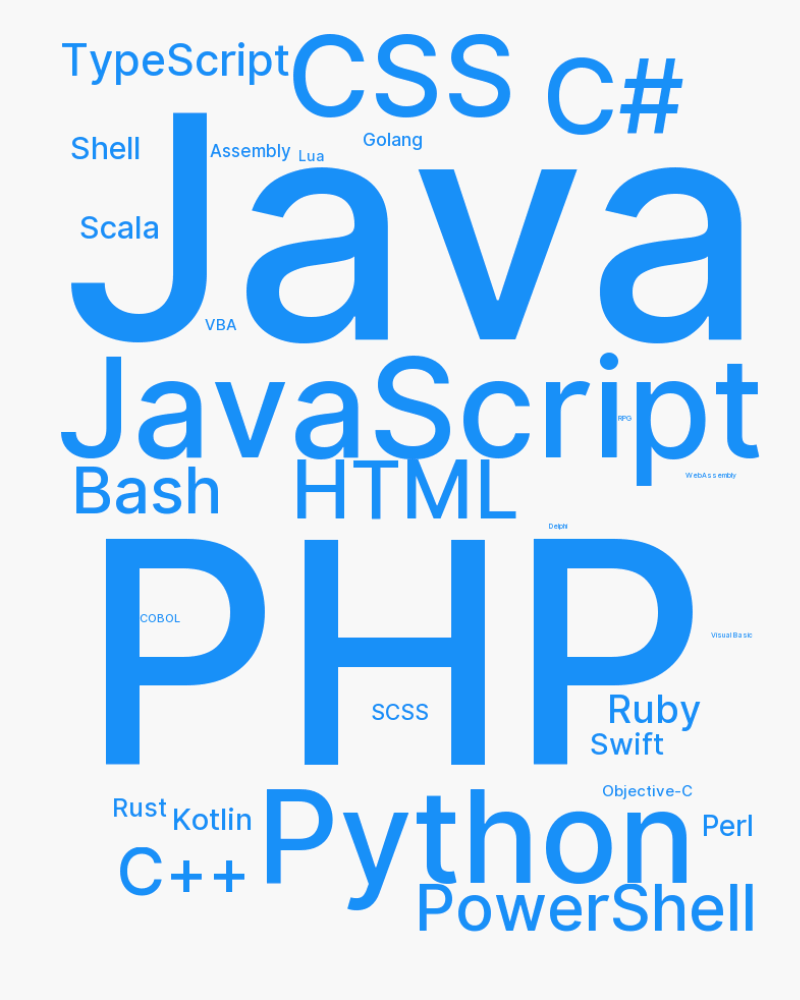 TypeScript
CSS
C#
Shell
Assembly
Lua
Golang
Java
Scala
VBA
JavaScript
RPG
Bash
HTML
WebAssembly
Delphi
PHP
COBOL
Visual Basic
SCSS
Ruby
Swift
Rust
Kotlin
Python
Objective-C
Perl
C++
PowerShell